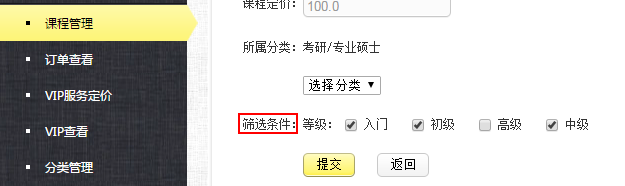 课程管理
订单查看
VIP服务定价
VIP查看
分类管理
课程定价： 100.0
所属分类：考研/专业硕士
选择分类
筛选条件：等级： 入门 初级 高级 中级
提交 返回